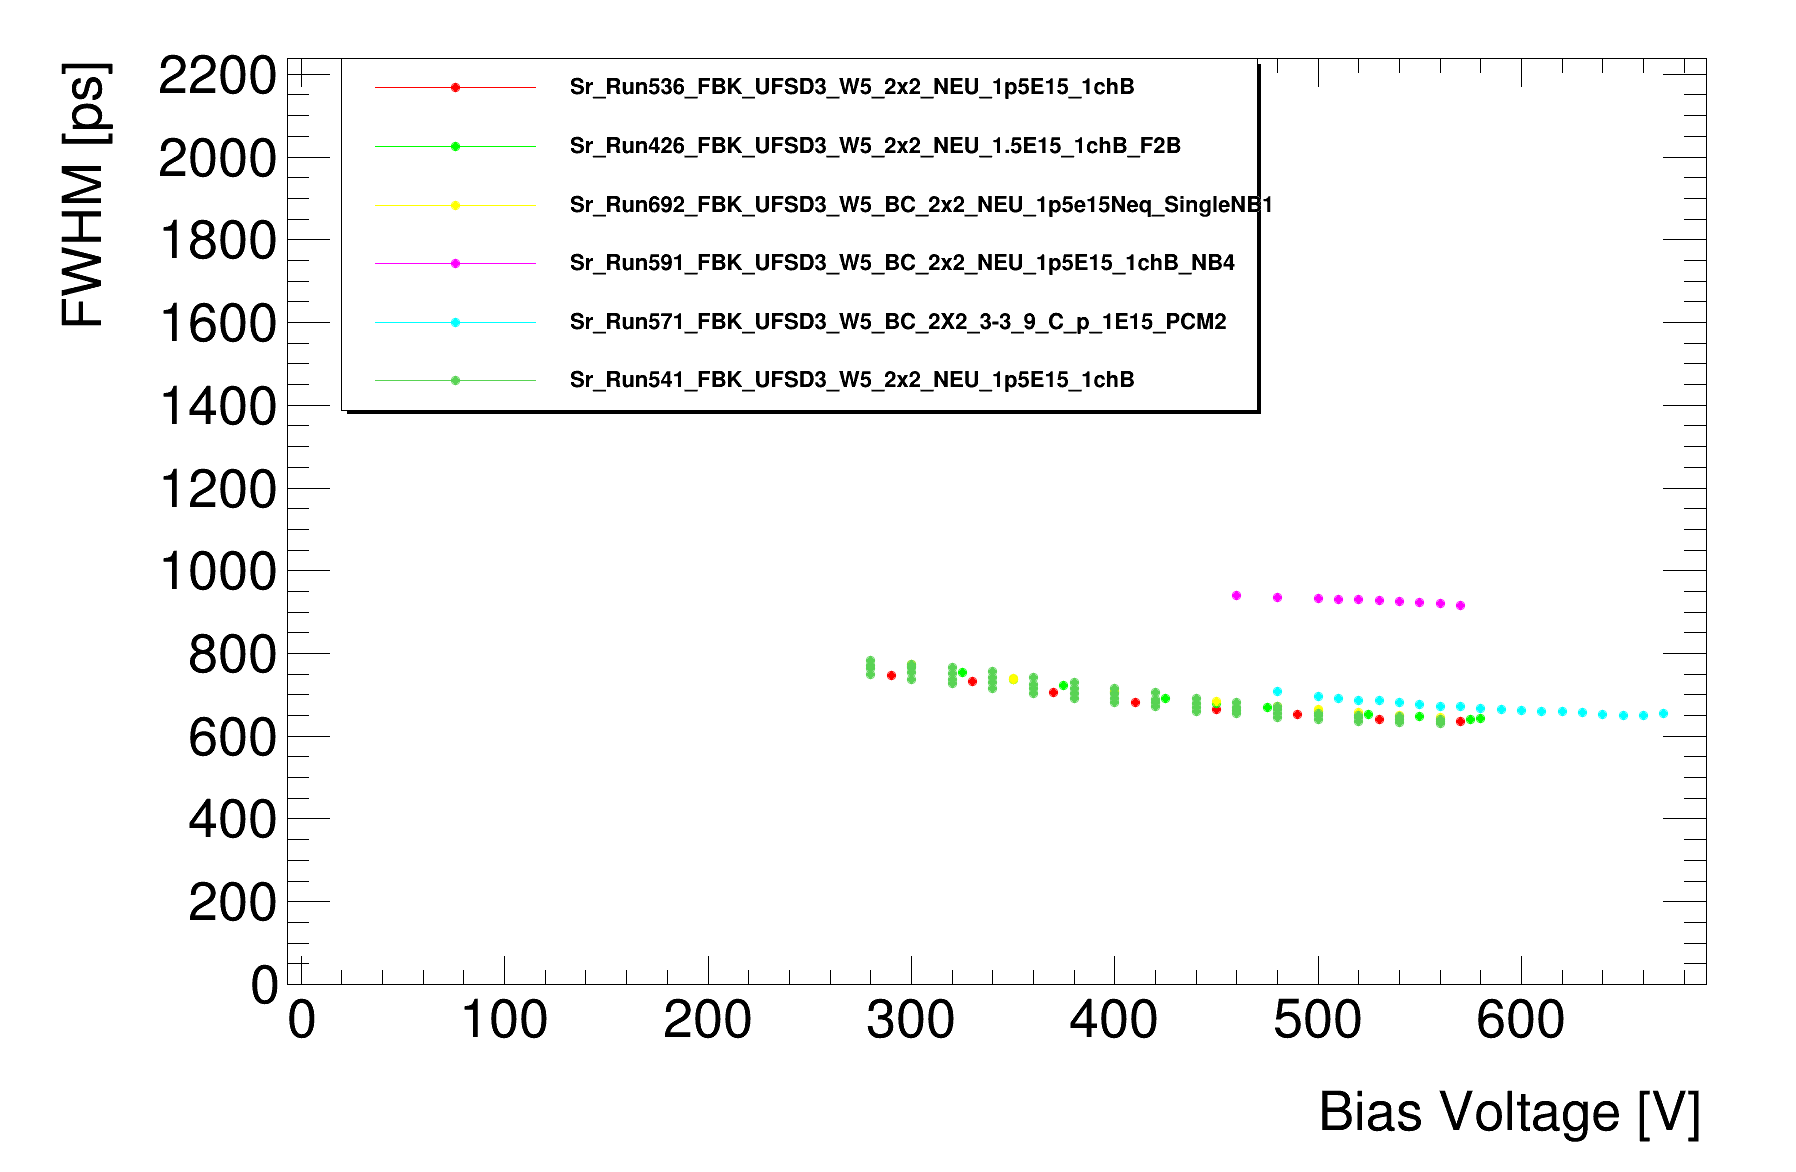 FWHM [ps]
2200
2000
1800
1600
1400
1200
1000
800
600
400
200
0
Sr_Run536_FBK_UFSD3_W5_2x2_NEU_1p5E15_1chB
Sr_Run426_FBK_UFSD3_W5_2x2_NEU_1.5E15_1chB_F2B
Sr_Run692_FBK_UFSD3_W5_BC_2x2_NEU_1p5e15Neq_SingleNB1
Sr_Run591_FBK_UFSD3_W5_BC_2x2_NEU_1p5E15_1chB_NB4
Sr_Run571_FBK_UFSD3_W5_BC_2X2_3-3_9_C_p_1E15_PCM2
Sr_Run541_FBK_UFSD3_W5_2x2_NEU_1p5E15_1chB
0 100 200 300 400 500 600
Bias Voltage [V]